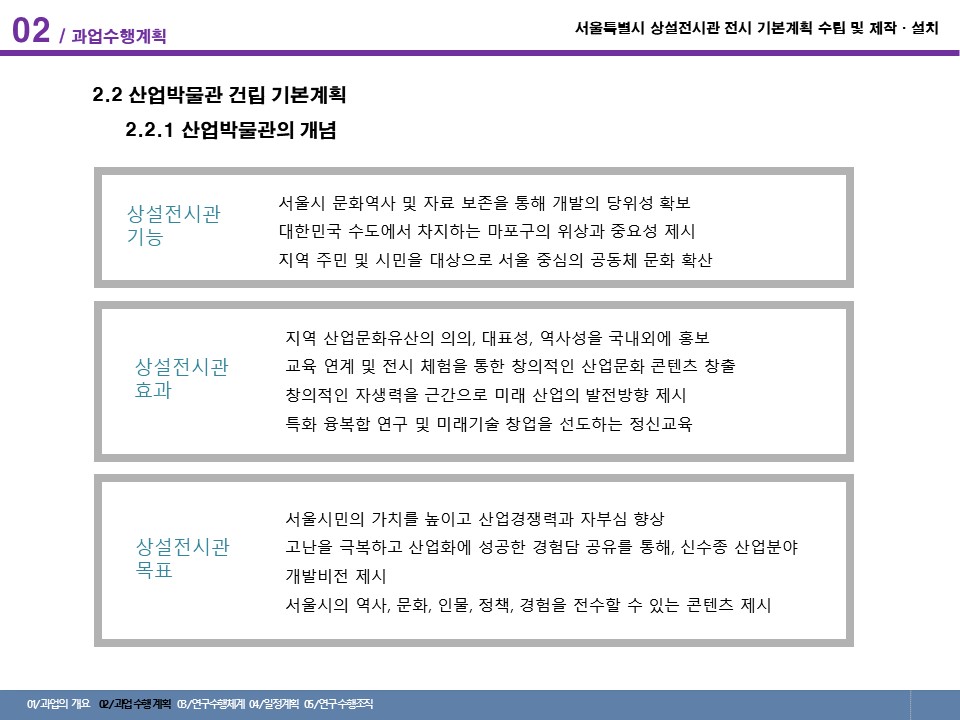 02 / 과업수행계획
서울특별시 상설전시관 전시 기본계획 수립 및 제작 · 설치
2.2 산업박물관 건립 기본계획
2.2.1 산업박물관의 개념
상설전시관
기능
서울시 문화역사 및 자료 보존을 통해 개발의 당위성 확보
대한민국 수도에서 차지하는 마포구의 위상과 중요성 제시
지역 주민 및 시민을 대상으로 서울 중심의 공동체 문화 확산
상설전시관
효과
지역 산업문화유산의 의의, 대표성, 역사성을 국내외에 홍보
교육 연계 및 전시 체험을 통한 창의적인 산업문화 콘텐츠 창출
창의적인 자생력을 근간으로 미래 산업의 발전방향 제시
특화 융복합 연구 및 미래기술 창업을 선도하는 정신교육
상설전시관
목표
서울시민의 가치를 높이고 산업경쟁력과 자부심 향상
고난을 극복하고 산업화에 성공한 경험담 공유를 통해, 신수종 산업분야
개발비전 제시
서울시의 역사, 문화, 인물, 정책, 경험을 전수할 수 있는 콘텐츠 제시
01/과업의 개요 02/과업수행계획 03/연구수행체계 04/일정계획 05/연구수행조직